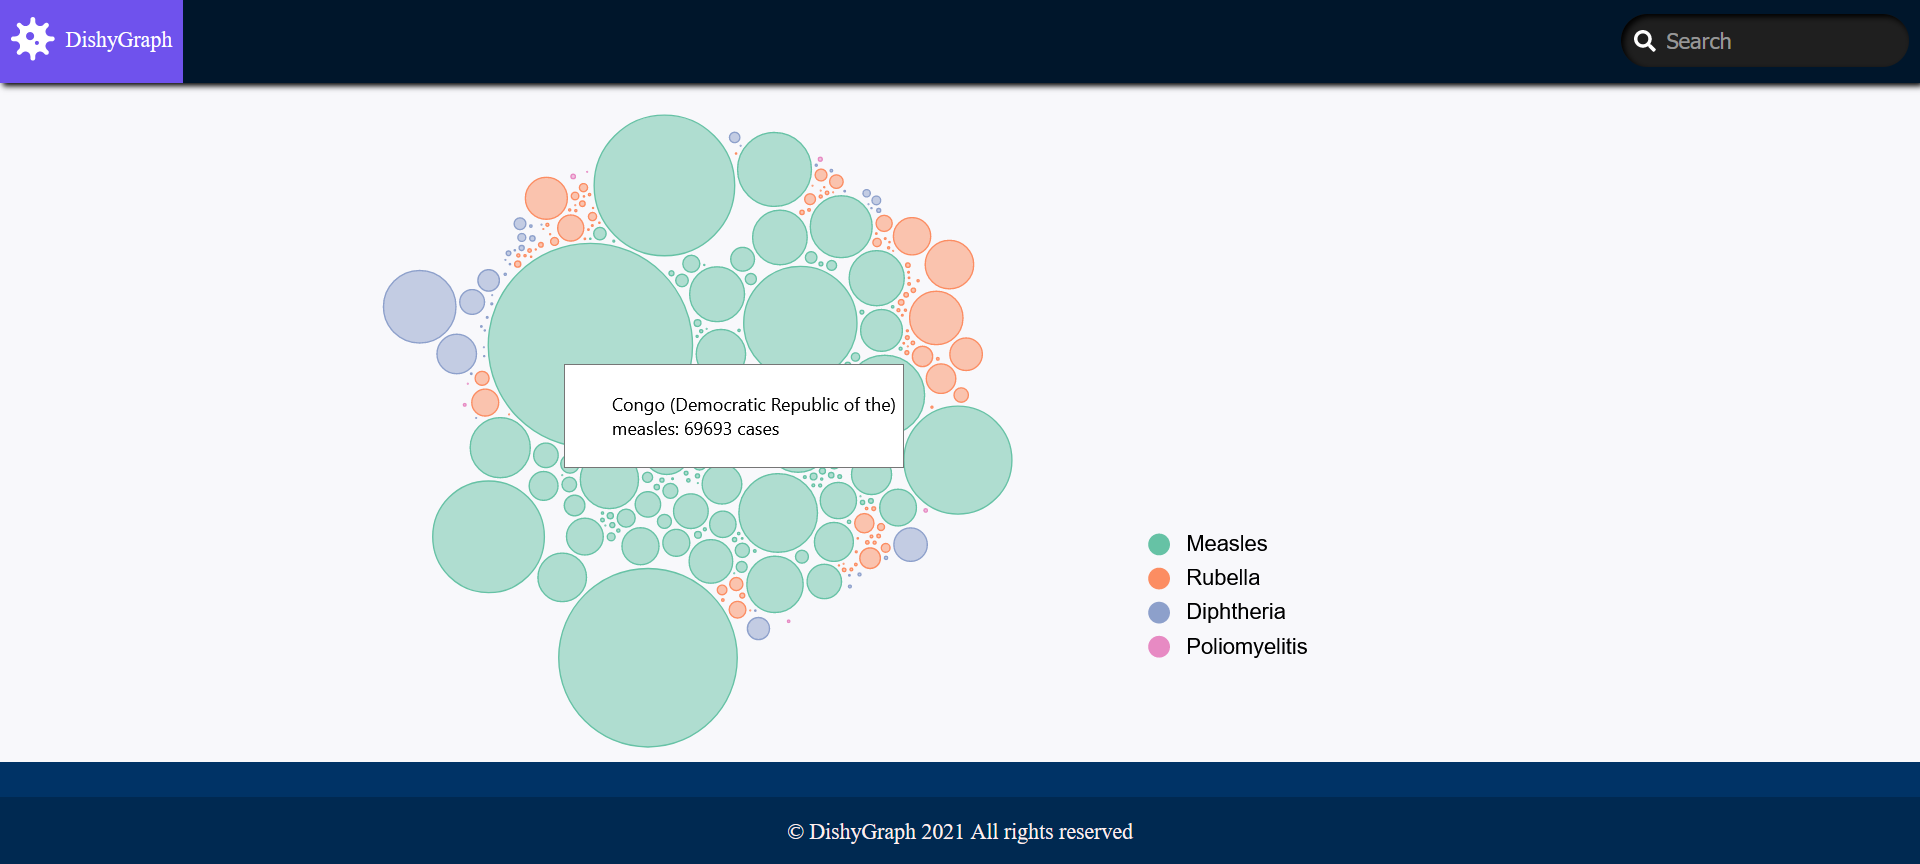 DishyGraph
Search
Congo (Democratic Republic of the)
measles: 69693 cases
Measles
Rubella
Diphtheria
Poliomyelitis
© DishyGraph 2021 All rights reserved